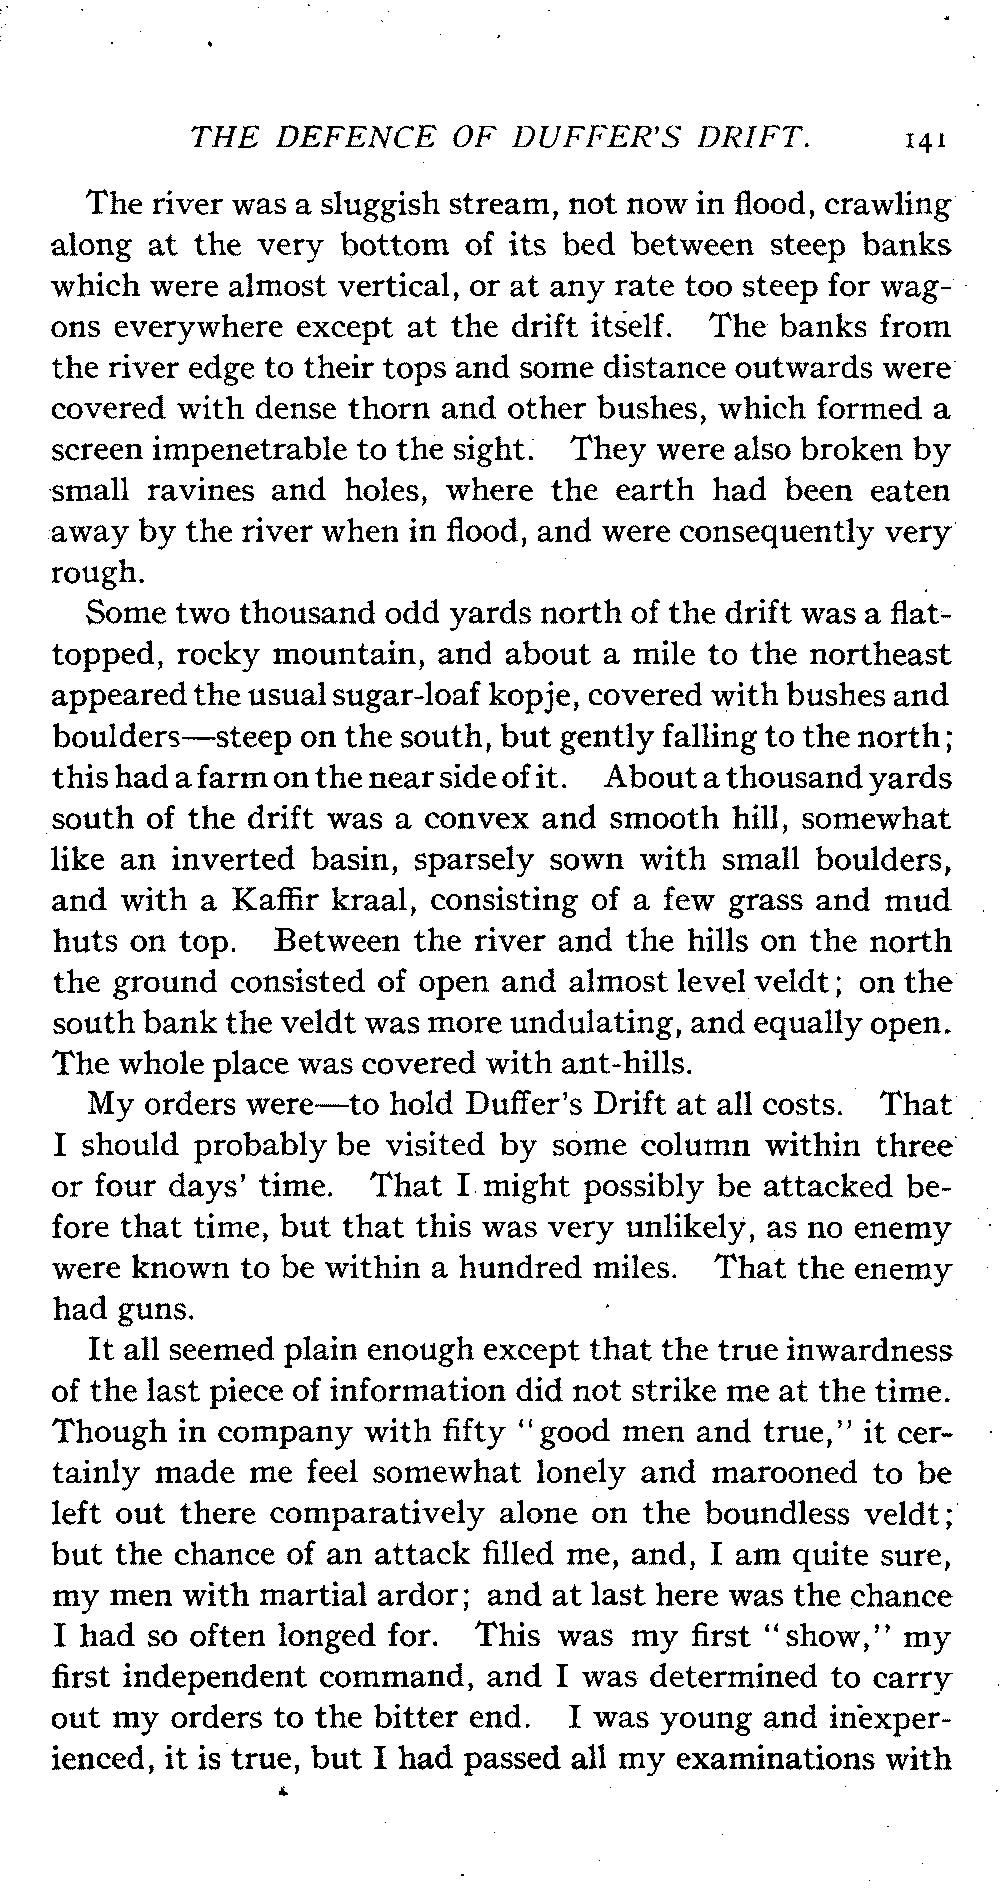 THE DEFENCE OF DUFFER'S DRIFT. 141
The river was a sluggish stream, not now in flood, crawling
along at the very bottom of its bed between steep banks
which were almost vertical, or at any rate too steep for wag-
ons everywhere except at the drift itself. The banks from
the river edge to their tops and some distance outwards were
covered with dense thorn and other bushes, which formed a
screen impenetrable to the sight. They were also broken by
small ravines and holes, where the earth had been eaten
away by the river when in flood, and were consequently very
rough.
Some two thousand odd yards north of the drift was a flat-
topped, rocky mountain, and about a mile to the northeast
appeared the usual sugar-loaf kopje, covered with bushes and
boulders—steep on the south, but gently falling to the north;
this had a farm on the near side of it. About a thousand yards
south of the drift was a convex and smooth hill, somewhat
like an inverted basin, sparsely sown with small boulders,
and with a Kaffir kraal, consisting of a few grass and mud
huts on top. Between the river and the hills on the north
the ground consisted of open and almost level veldt; on the
south bank the veldt was more undulating, and equally open.
The whole place was covered with ant-hills.
My orders were—to hold Duffer's Drift at all costs. That
I should probably be visited by some column within three
or four days' time. That I might possibly be attacked be-
fore that time, but that this was very unlikely, as no enemy
were known to be within a hundred miles. That the enemy
had guns.
It all seemed plain enough except that the true inwardness
of the last piece of information did not strike me at the time.
Though in company with fifty "good men and true," it cer-
tainly made me feel somewhat lonely and marooned to be
left out there comparatively alone on the boundless veldt;
but the chance of an attack filled me, and, I am quite sure,
my men with martial ardor; and at last here was the chance
I had so often longed for. This was my first "show," my
first independent command, and I was determined to carry
out my orders to the bitter end. I was young and inexper-
ienced, it is true, but I had passed all my examinations with